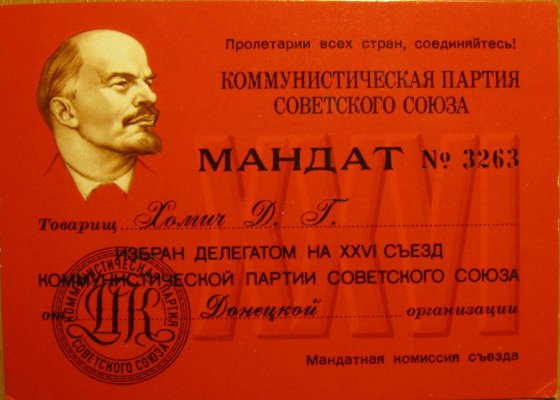 Пролетарии всех стран, соединяйтесь!
КОММУНИСТИЧЕСКАЯ ПАРТИЯ
СОВЕТСКОГО СОЮЗА
XXVI
МАНДАТ № 3263
Товарищ Хомич Д. Г.
ИЗБРАН ДЕЛЕГАТОМ НА XXVI СЪЕЗД
КОММУНИСТИЧЕСКОЙ ПАРТИИ СОВЕТСКОГО СОЮЗА
от Донецкой организации
КОММУНИСТИЧЕСКАЯ ПАРТИЯ
СОВЕТСКОГО СОЮЗА
ЦК
Мандатная комиссия съезда